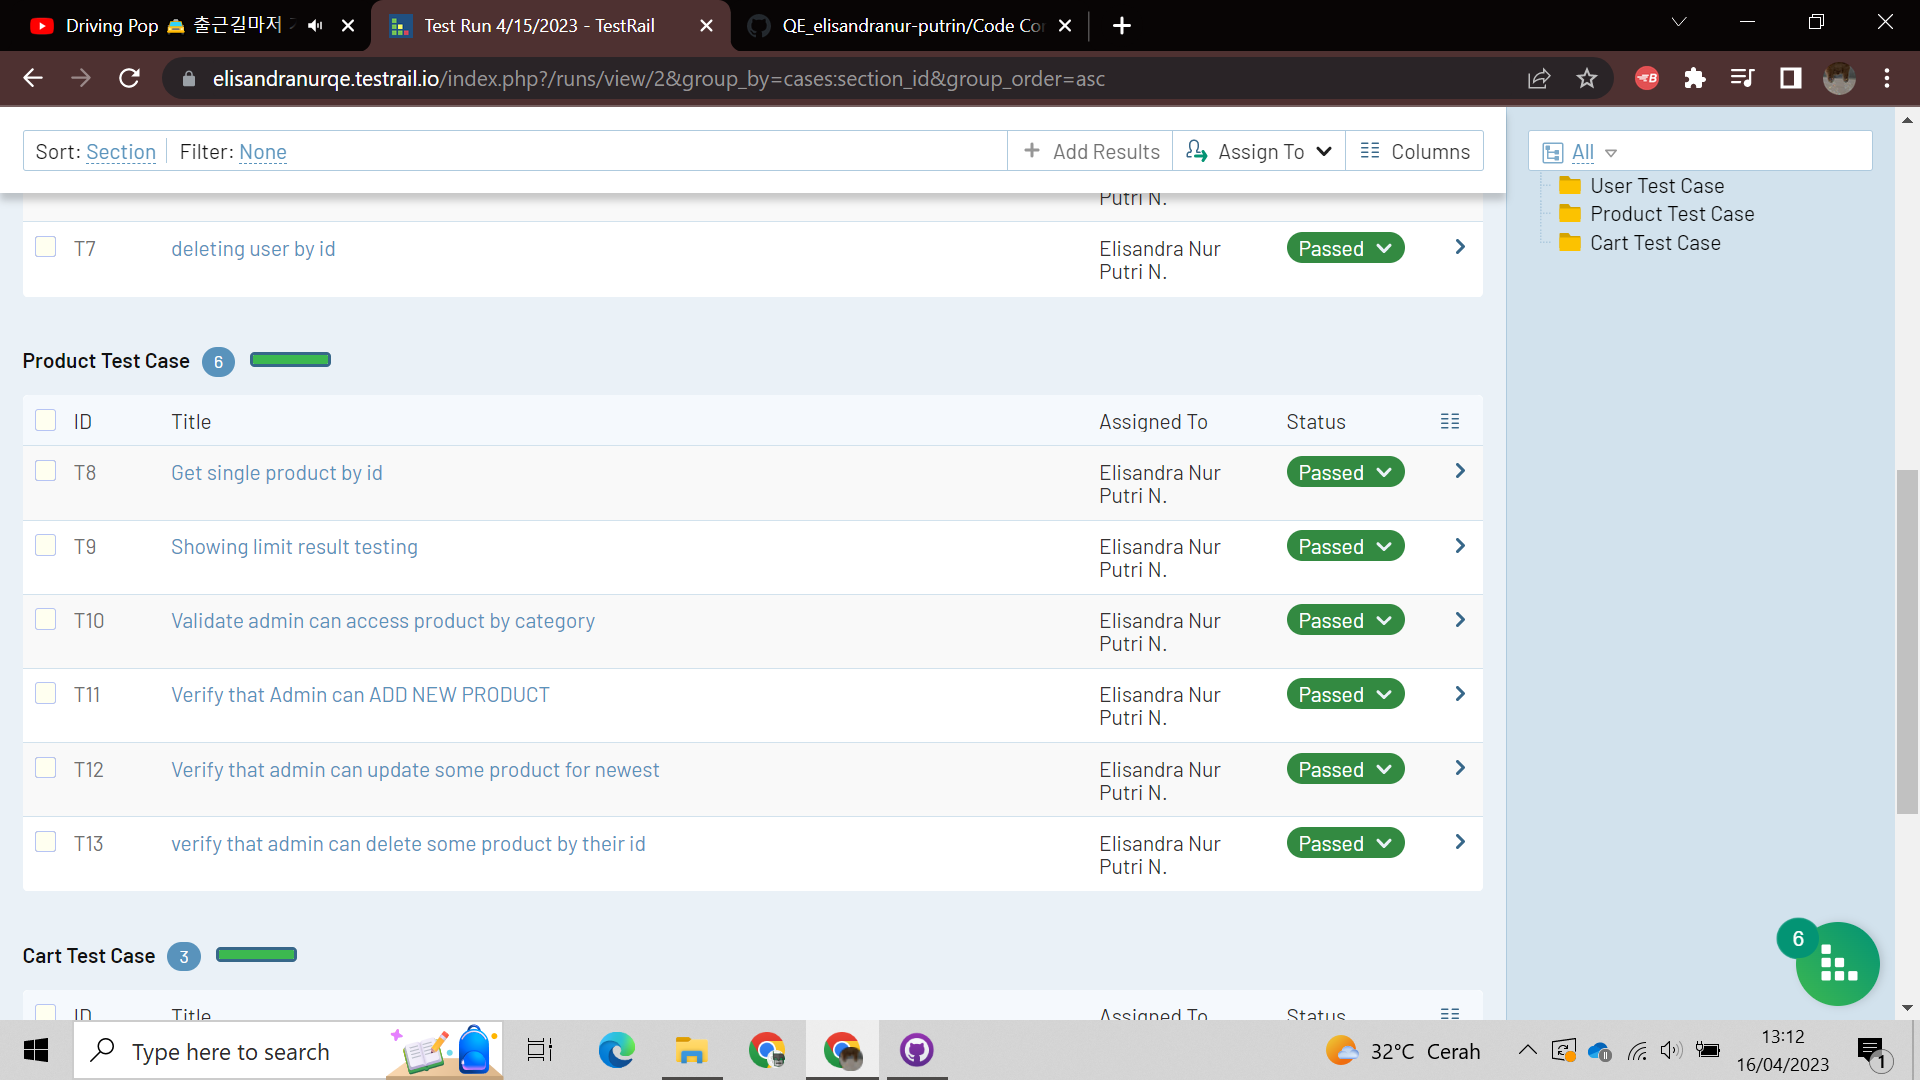 Driving Pop 🚖 출근길마저
Test Run 4/15/2023 - TestRail
QE_elisandranur-putrin/Code Co
elisandranurqe.testrail.io/index.php?/runs/view/2&group_by=cases:section_id&group_order=asc
Sort: Section Filter: None
+ Add Results Assign To Columns
All
User Test Case
Product Test Case
Cart Test Case
Putri N.
T7 deleting user by id Elisandra Nur Putri N. Passed
Product Test Case 6
ID Title Assigned To Status
T8 Get single product by id Elisandra Nur Putri N. Passed
T9 Showing limit result testing Elisandra Nur Putri N. Passed
T10 Validate admin can access product by category Elisandra Nur Putri N. Passed
T11 Verify that Admin can ADD NEW PRODUCT Elisandra Nur Putri N. Passed
T12 Verify that admin can update some product for newest Elisandra Nur Putri N. Passed
T13 verify that admin can delete some product by their id Elisandra Nur Putri N. Passed
Cart Test Case 3
ID Title Assigned To Status
6
Type here to search
32°C Cerah
13:12
16/04/2023
1